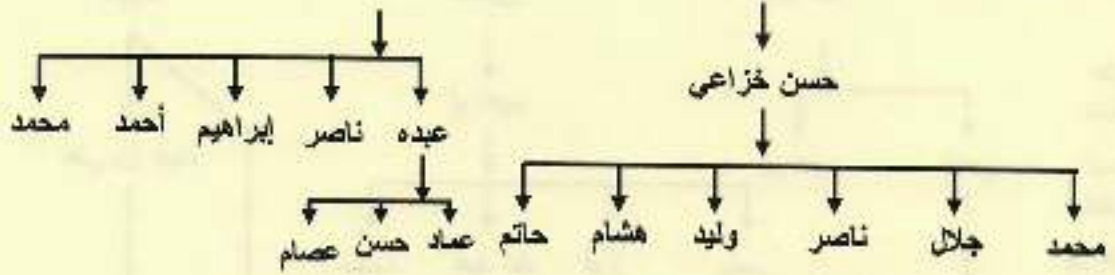 حسن خزاعي
عبده ناصر إبراهيم أحمد محمد
محمد جلال ناصر وليد هشام حاتم عماد حسن عصام